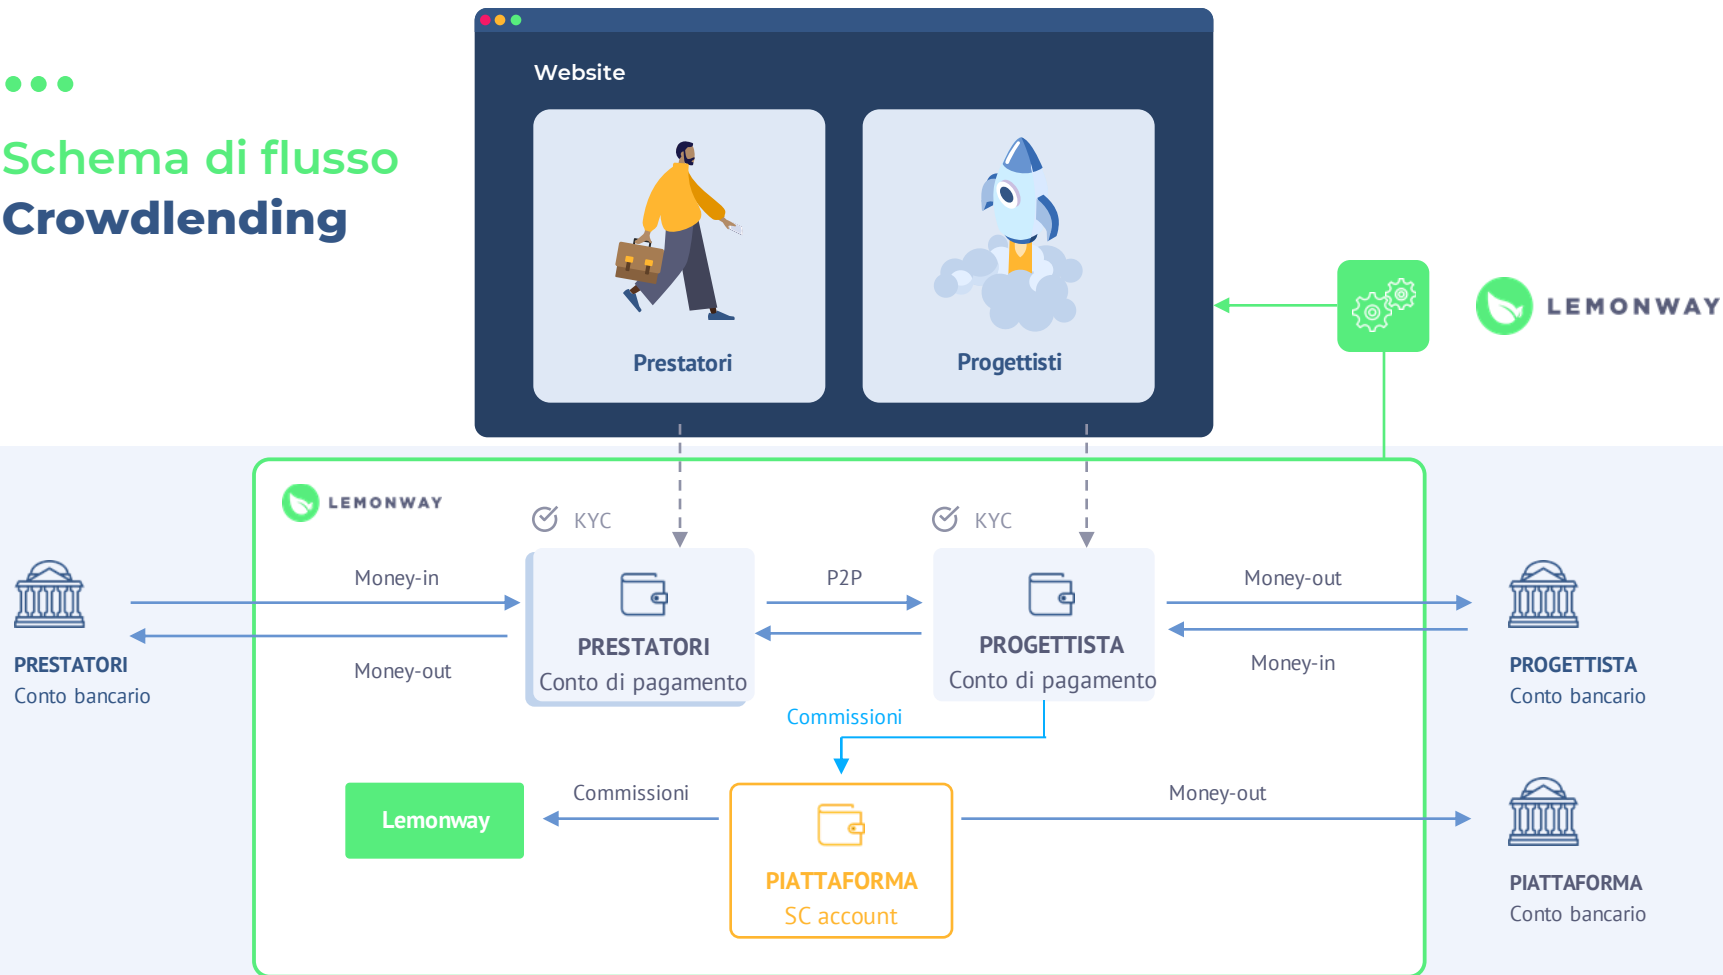 Website
Schema di flusso
Crowdlending
Prestatori
Progettisti
LEMONWAY
LEMONWAY
KYC
KYC
Money-in
P2P
Money-out
PRESTATORI
Conto bancario
Money-out
PRESTATORI
Conto di pagamento
PROGETTISTA
Conto di pagamento
Money-in
PROGETTISTA
Conto bancario
Commissioni
Lemonway
Commissioni
Money-out
PIATTAFORMA
SC account
PIATTAFORMA
Conto bancario